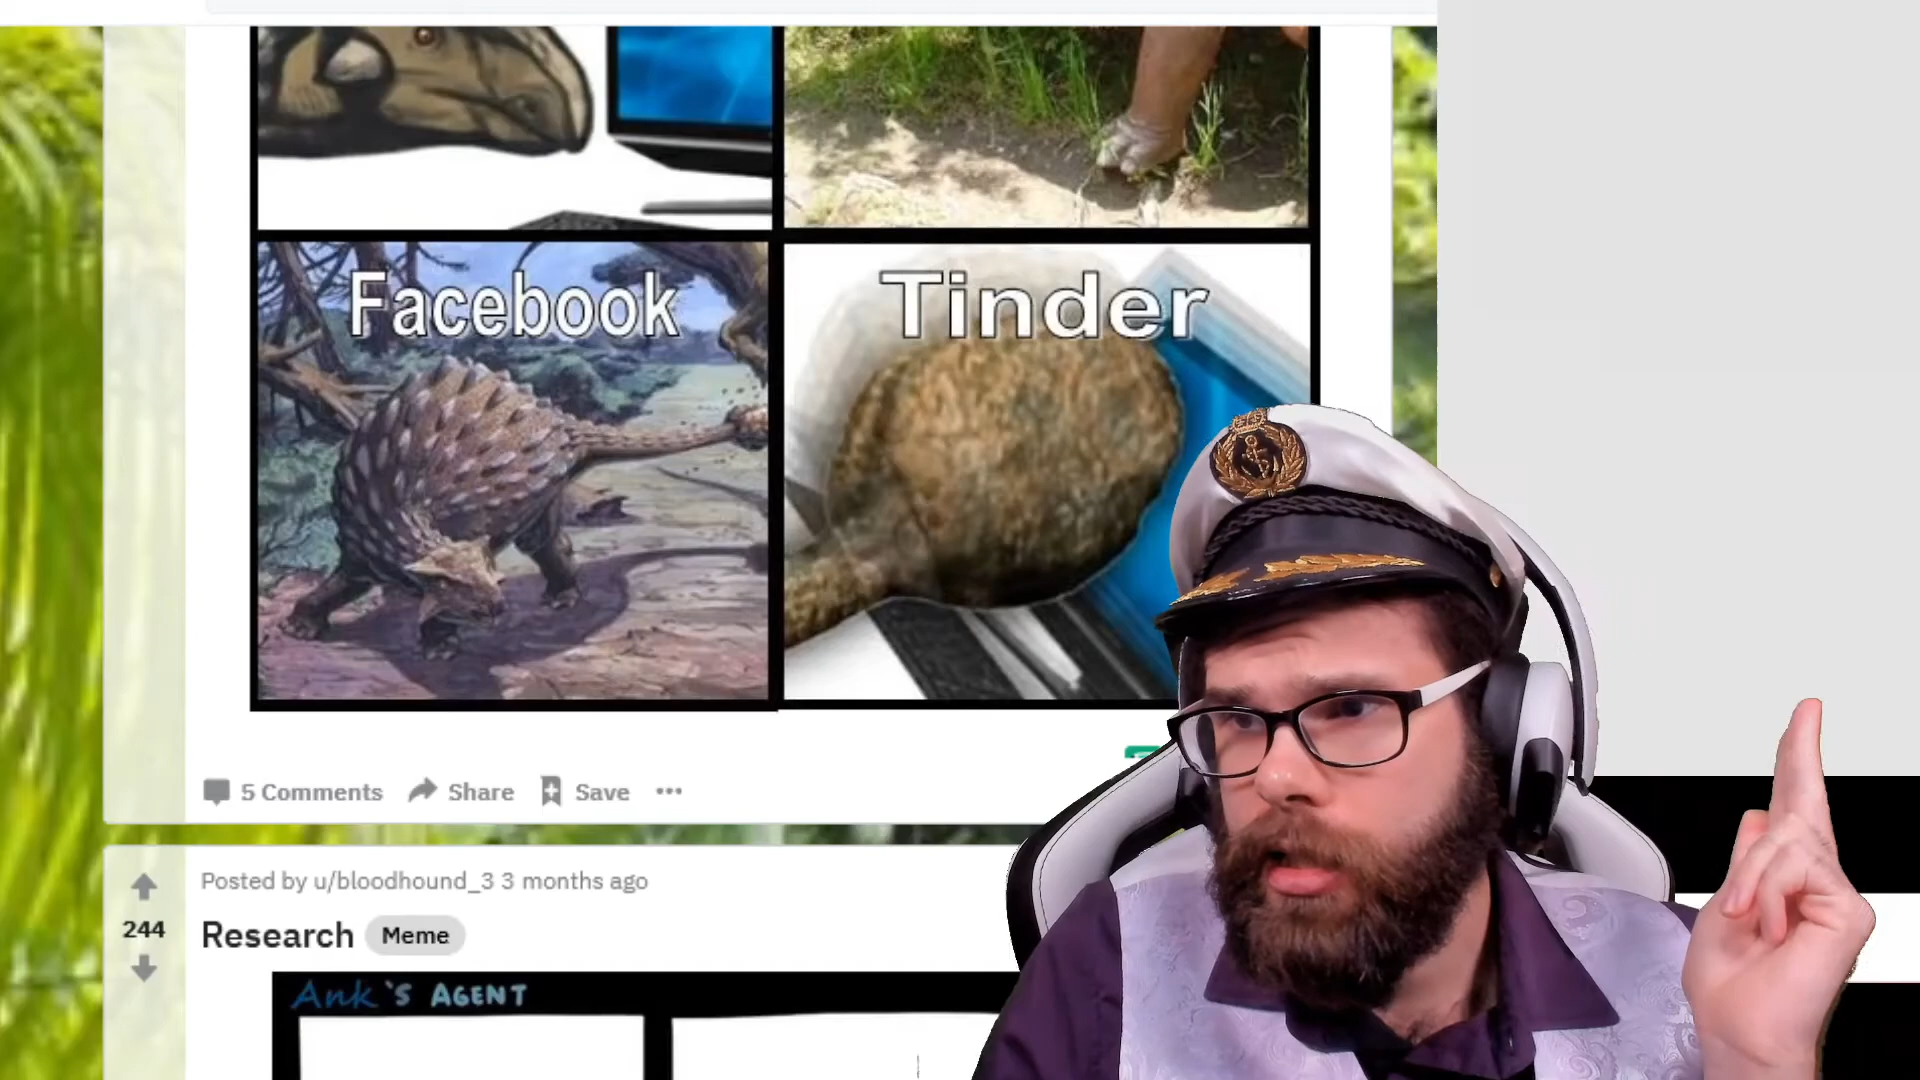 Facebook
Tinder
5 Comments Share Save
Posted by u/bloodhound_3 3 months ago
244
Research Meme
Ank'S AGENT